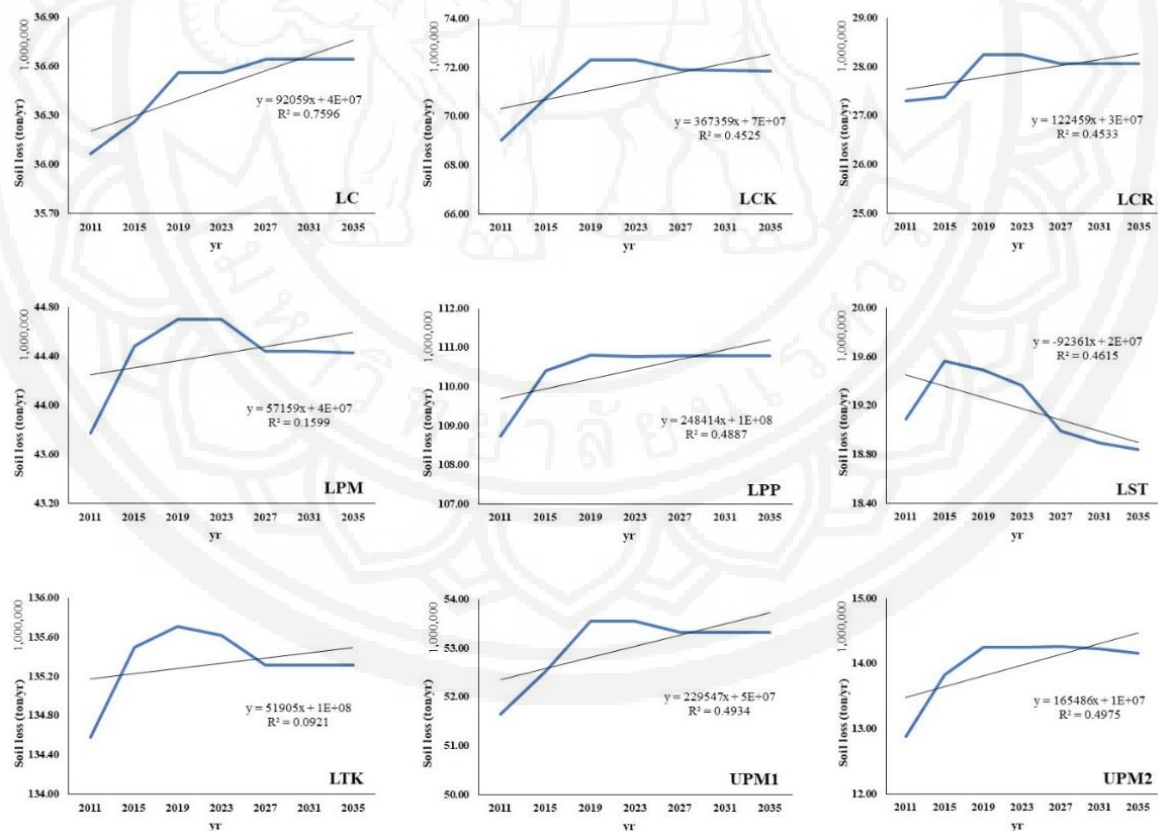 36.90
36.60
36.30
36.00
35.70
1,000,000
Soil loss (ton/yr)
y = 92059x + 4E+07
R² = 0.7596
LC
2011 2015 2019 2023 2027 2031 2035
yr
74.00
72.00
70.00
68.00
66.00
1,000,000
Soil loss (ton/yr)
y = 367359x + 7E+07
R² = 0.4525
LCK
2011 2015 2019 2023 2027 2031 2035
yr
29.00
28.00
27.00
26.00
25.00
1,000,000
Soil loss (ton/yr)
y = 122459x + 3E+07
R² = 0.4533
LCR
2011 2015 2019 2023 2027 2031 2035
yr
44.80
44.40
44.00
43.60
43.20
1,000,000
Soil loss (ton/yr)
y = 57159x + 4E+07
R² = 0.1599
LPM
2011 2015 2019 2023 2027 2031 2035
yr
112.00
111.00
110.00
109.00
108.00
107.00
1,000,000
Soil loss (ton/yr)
y = 248414x + 1E+08
R² = 0.4887
LPP
2011 2015 2019 2023 2027 2031 2035
yr
20.00
19.60
19.20
18.80
18.40
1,000,000
Soil loss (ton/yr)
y = -92361x + 2E+07
R² = 0.4615
LST
2011 2015 2019 2023 2027 2031 2035
yr
136.00
135.60
135.20
134.80
134.40
134.00
1,000,000
Soil loss (ton/yr)
y = 51905x + 1E+08
R² = 0.0921
LTK
2011 2015 2019 2023 2027 2031 2035
yr
54.00
53.00
52.00
51.00
50.00
1,000,000
Soil loss (ton/yr)
y = 229547x + 5E+07
R² = 0.4934
UPM1
2011 2015 2019 2023 2027 2031 2035
yr
15.00
14.00
13.00
12.00
1,000,000
Soil loss (ton/yr)
y = 165486x + 1E+07
R² = 0.4975
UPM2
2011 2015 2019 2023 2027 2031 2035
yr